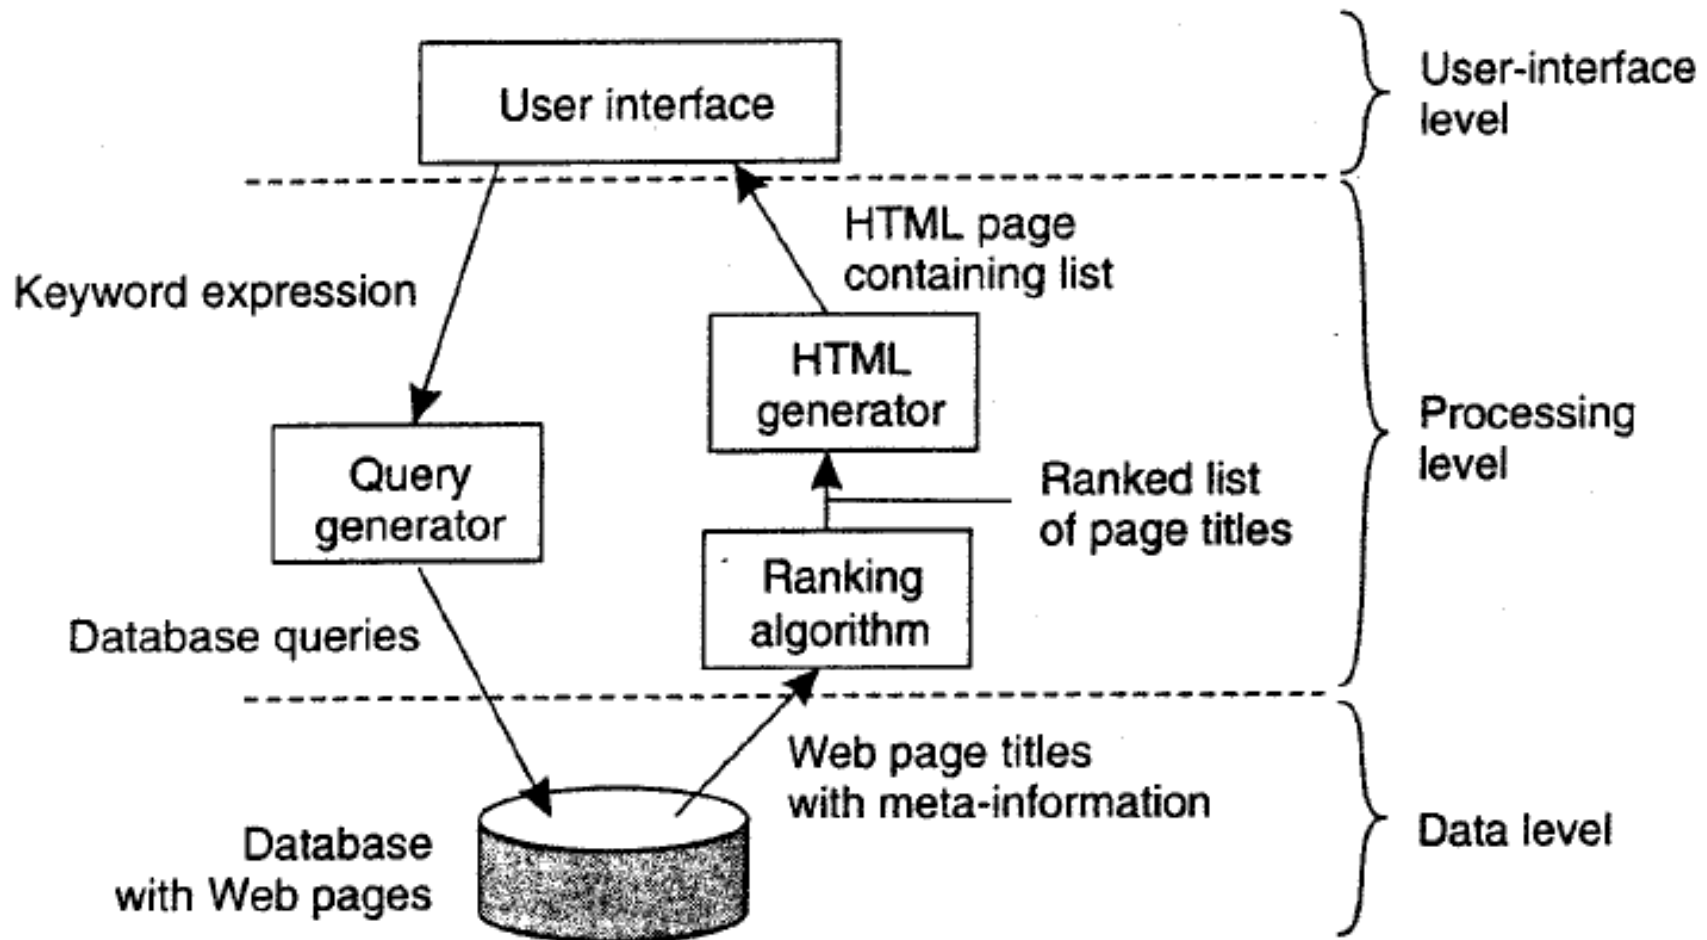 User interface
User-interface
level
Keyword expression
HTML page
containing list
HTML
generator
Query
generator
Processing
level
Ranked list
of page titles
Ranking
algorithm
Database queries
Web page titles
with meta-information
Database
with Web pages
Data level